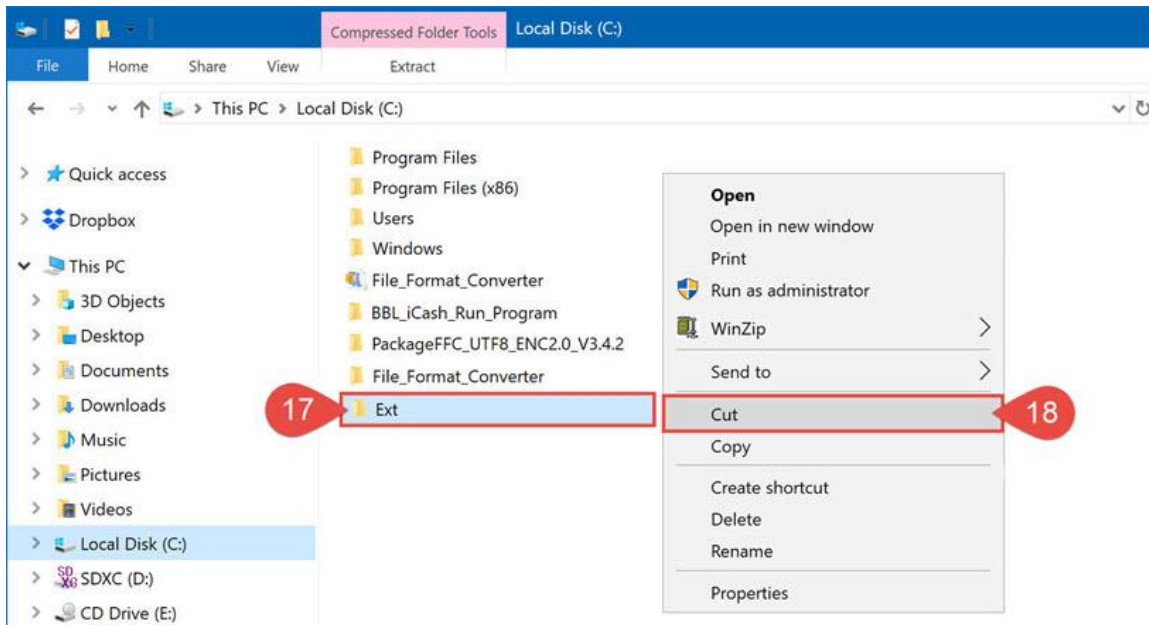 Compressed Folder Tools
Local Disk (C:)
File
Home
Share
View
Extract
This PC > Local Disk (C:)
Quick access
Dropbox
This PC
3D Objects
Desktop
Documents
Downloads
Music
Pictures
Videos
Local Disk (C:)
SDXC (D:)
CD Drive (E:)
Program Files
Program Files (x86)
Users
Windows
File_Format_Converter
BBL_iCash_Run_Program
PackageFFC_UTF8_ENC2.0_V3.4.2
File_Format_Converter
17
Ext
Open
Open in new window
Print
Run as administrator
WinZip
Send to
Cut
18
Copy
Create shortcut
Delete
Rename
Properties